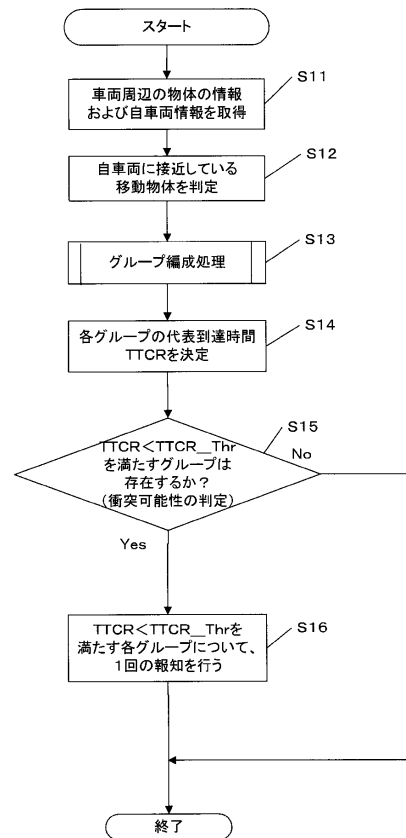 スタート
車両周辺の物体の情報
および自車両情報を取得
S11
自車両に接近している
移動物体を判定
S12
グループ編成処理
S13
各グループの代表到達時間
TTCRを決定
S14
TTCR<TTCR__Thr
を満たすグループは
存在するか?
(衝突可能性の判定)
S15
No
Yes
TTCR<TTCR__Thrを
満たす各グループについて、
1回の報知を行う
S16
終了